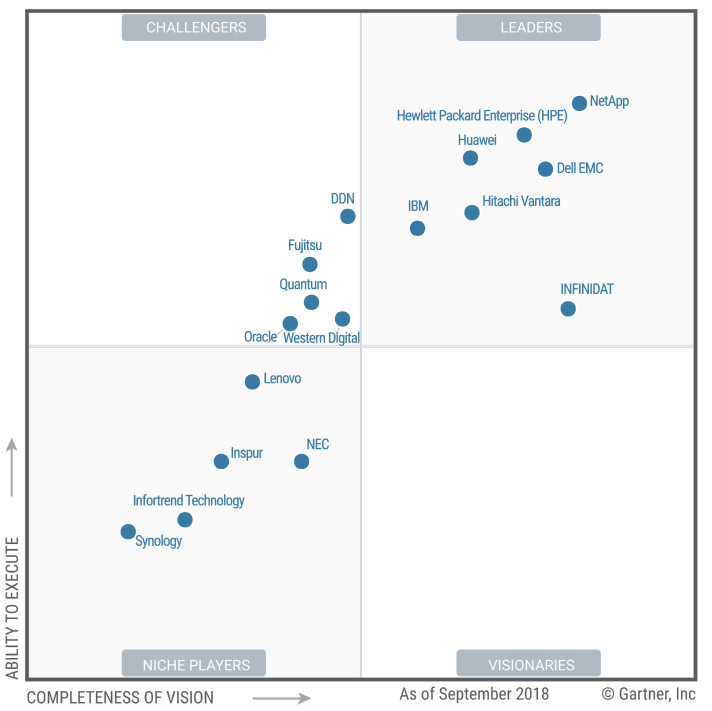 CHALLENGERS
LEADERS
NetApp
Hewlett Packard Enterprise (HPE)
Huawei
Dell EMC
DDN
IBM
Hitachi Vantara
Fujitsu
Quantum
INFINIDAT
Oracle
Western Digital
Lenovo
NEC
Inspur
Infortrend Technology
Synology
ABILITY TO EXECUTE
NICHE PLAYERS
VISIONARIES
COMPLETENESS OF VISION
As of September 2018
© Gartner, Inc